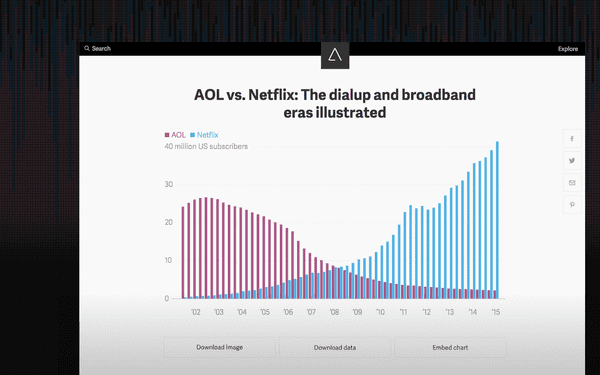 Search
Explore
AOL vs. Netflix: The dialup and broadband
eras illustrated
AOL Netflix
40 million US subscribers
30
20
10
0
'02 '03 '04 '05 '06 '07 '08 '09 '10 '11 '12 '13 '14 '15
Download Image Download data Embed chart